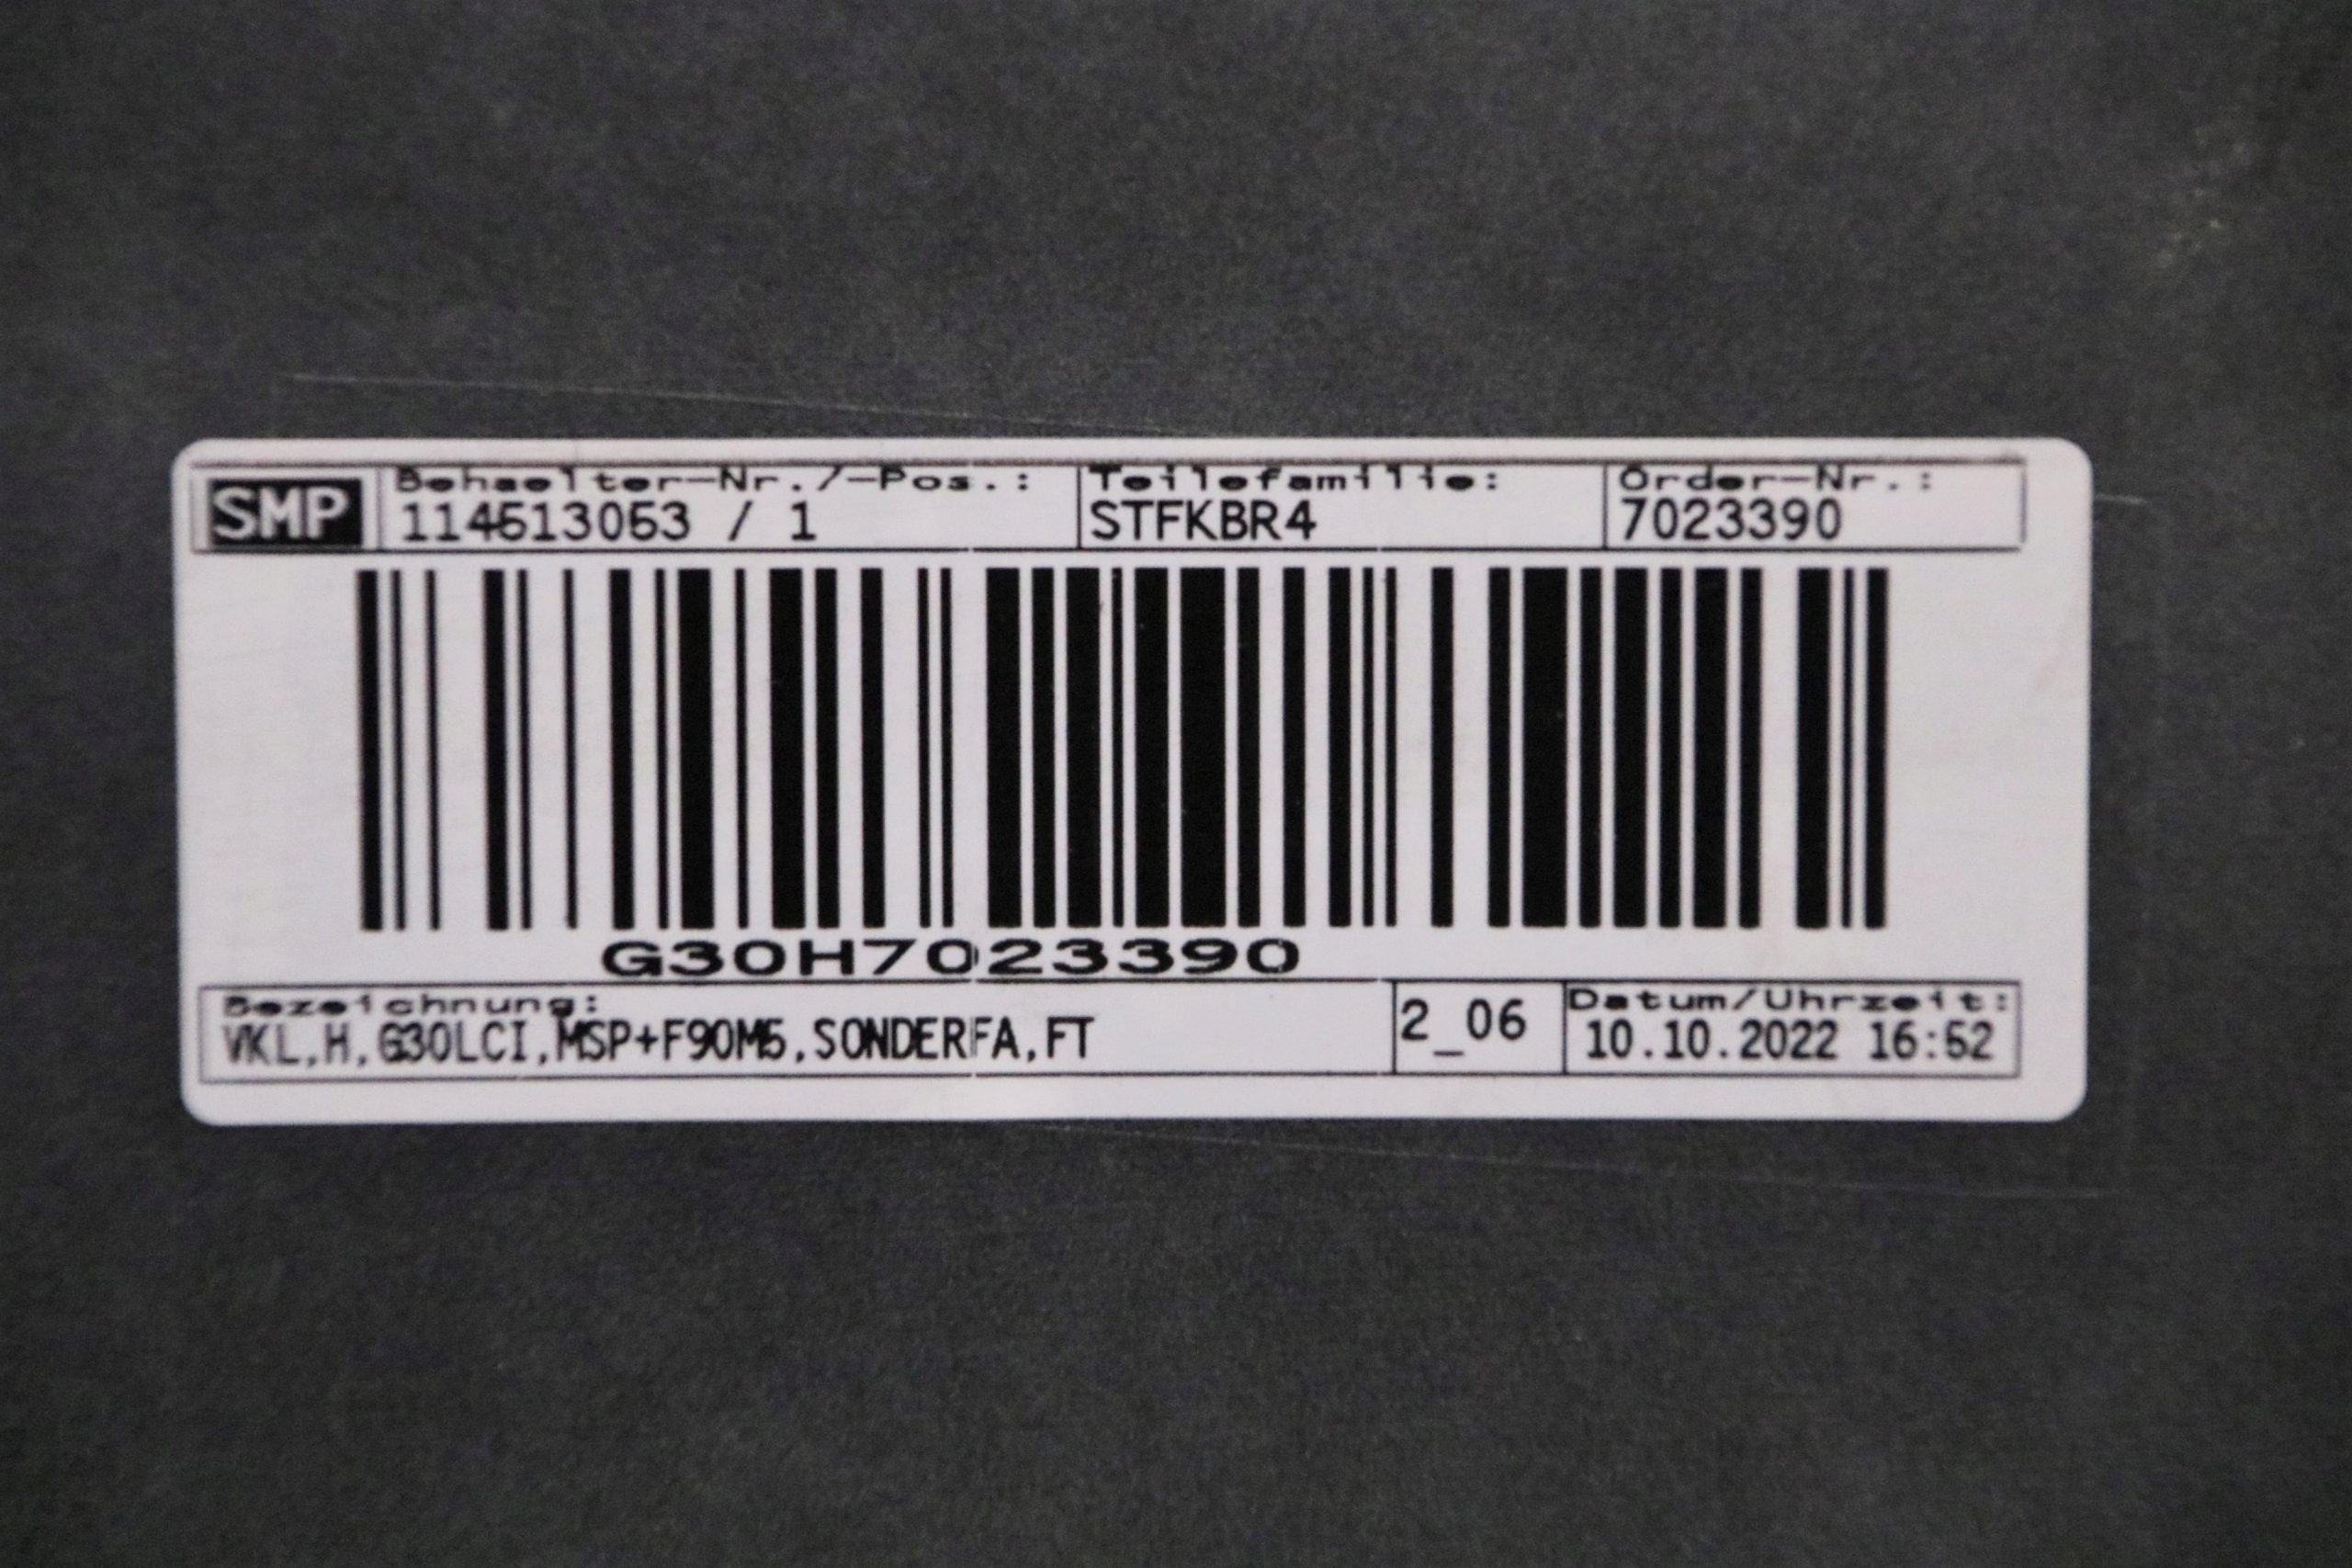 SMP
Behaelter-Nr./-Pos.: Teilefamilie: Order-Nr.:
114513053 / 1 STFKBR4 7023390
G30H7023390
Bezeichnung: 2_06 Datum/Uhrzeit:
VKL,H,G30LCI,MSP+F90M5,SONDERFA,FT 10.10.2022 16:52